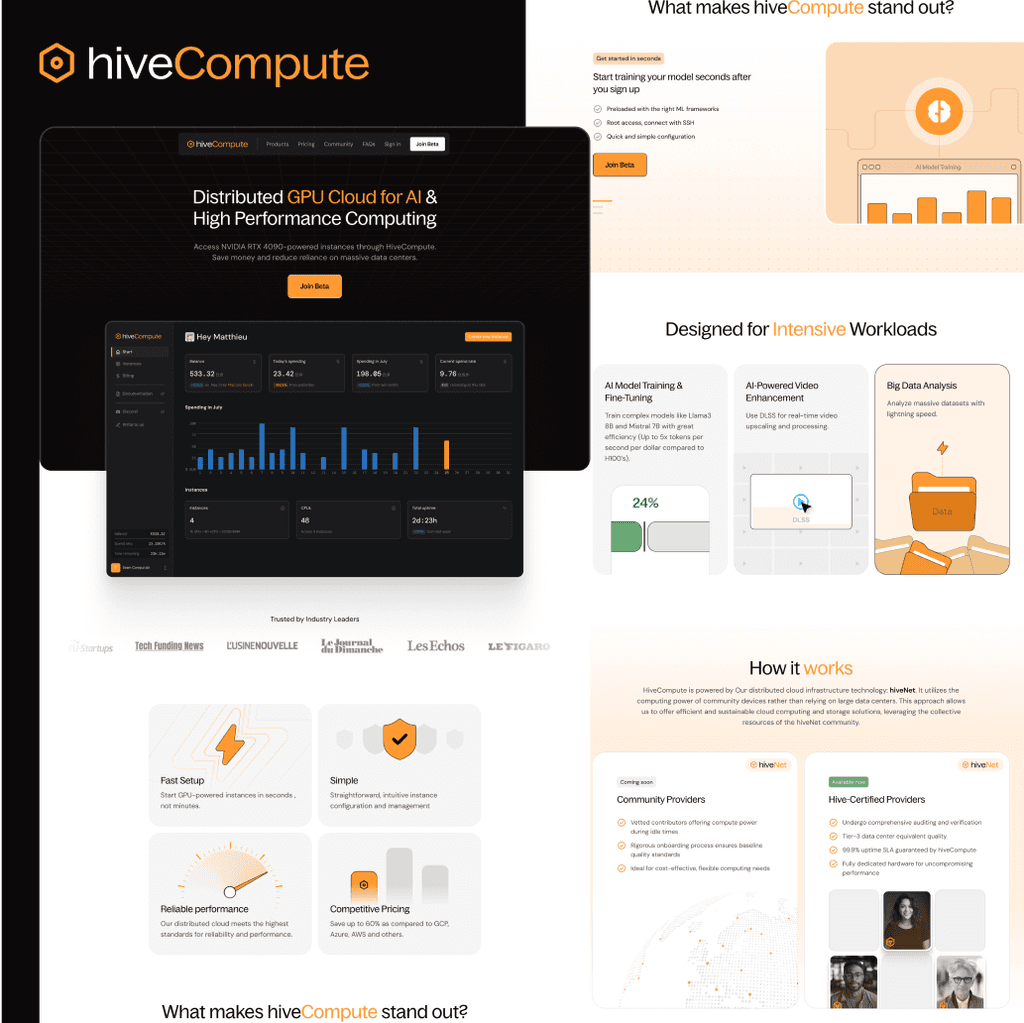 hiveCompute
hiveCompute
Products
Pricing
Community
FAQs
Sign in
Join Beta
Distributed GPU Cloud for AI &
High Performance Computing
Access NVIDIA RTX 4090-powered instances through HiveCompute.
Save money and reduce reliance on massive data centers.
Join Beta
hiveCompute
Start
Instances
Billing
Documentation
Discord
Write to us
Hey Matthieu
Create new instance
Balance
533.32
Today's spending
23.42
Spending in July
198.05
Current spend rate
9.76
Spending in July
Instances
Instances
4
GPUs
48
Total uptime
2d:23h
Trusted by Industry Leaders
Startups
Tech Funding News
L'USINENOUVELLE
Le Journal
du Dimanche
Les Echos
LE FIGARO
Fast Setup
Start GPU-powered instances in seconds ,
not minutes.
Simple
Straightforward, intuitive instance
configuration and management
Reliable performance
Our distributed cloud meets the highest
standards for reliability and performance.
Competitive Pricing
Save up to 60% as compared to GCP,
Azure, AWS and others.
What makes hiveCompute stand out?
What makes hiveCompute stand out?
Get started in seconds
Start training your model seconds after
you sign up
Preloaded with the right ML frameworks
Root access, connect with SSH
Quick and simple configuration
Join Beta
AI Model Training
Designed for Intensive Workloads
AI Model Training &
Fine-Tuning
Train complex models like Llama3
8B and Mistral 7B with great
efficiency (Up to 5x tokens per
second per dollar compared to
H100's).
24%
AI-Powered Video
Enhancement
Use DLSS for real-time video
upscaling and processing.
DLSS
Big Data Analysis
Analyze massive datasets with
lightning speed.
Data
How it works
HiveCompute is powered by Our distributed cloud infrastructure technology: hiveNet. It utilizes the
computing power of community devices rather than relying on large data centers. This approach allows
us to offer efficient and sustainable cloud computing and storage solutions, leveraging the collective
resources of the hiveNet community.
hiveNet
Coming soon
Community Providers
Vetted contributors offering compute power
during idle times
Rigorous onboarding process ensures baseline
quality standards
Ideal for cost-effective, flexible computing needs
hiveNet
Available now
Hive-Certified Providers
Undergo comprehensive auditing and verification
Tier-3 data center equivalent quality
99.9% uptime SLA guaranteed by hiveCompute
Fully dedicated hardware for uncompromising
performance